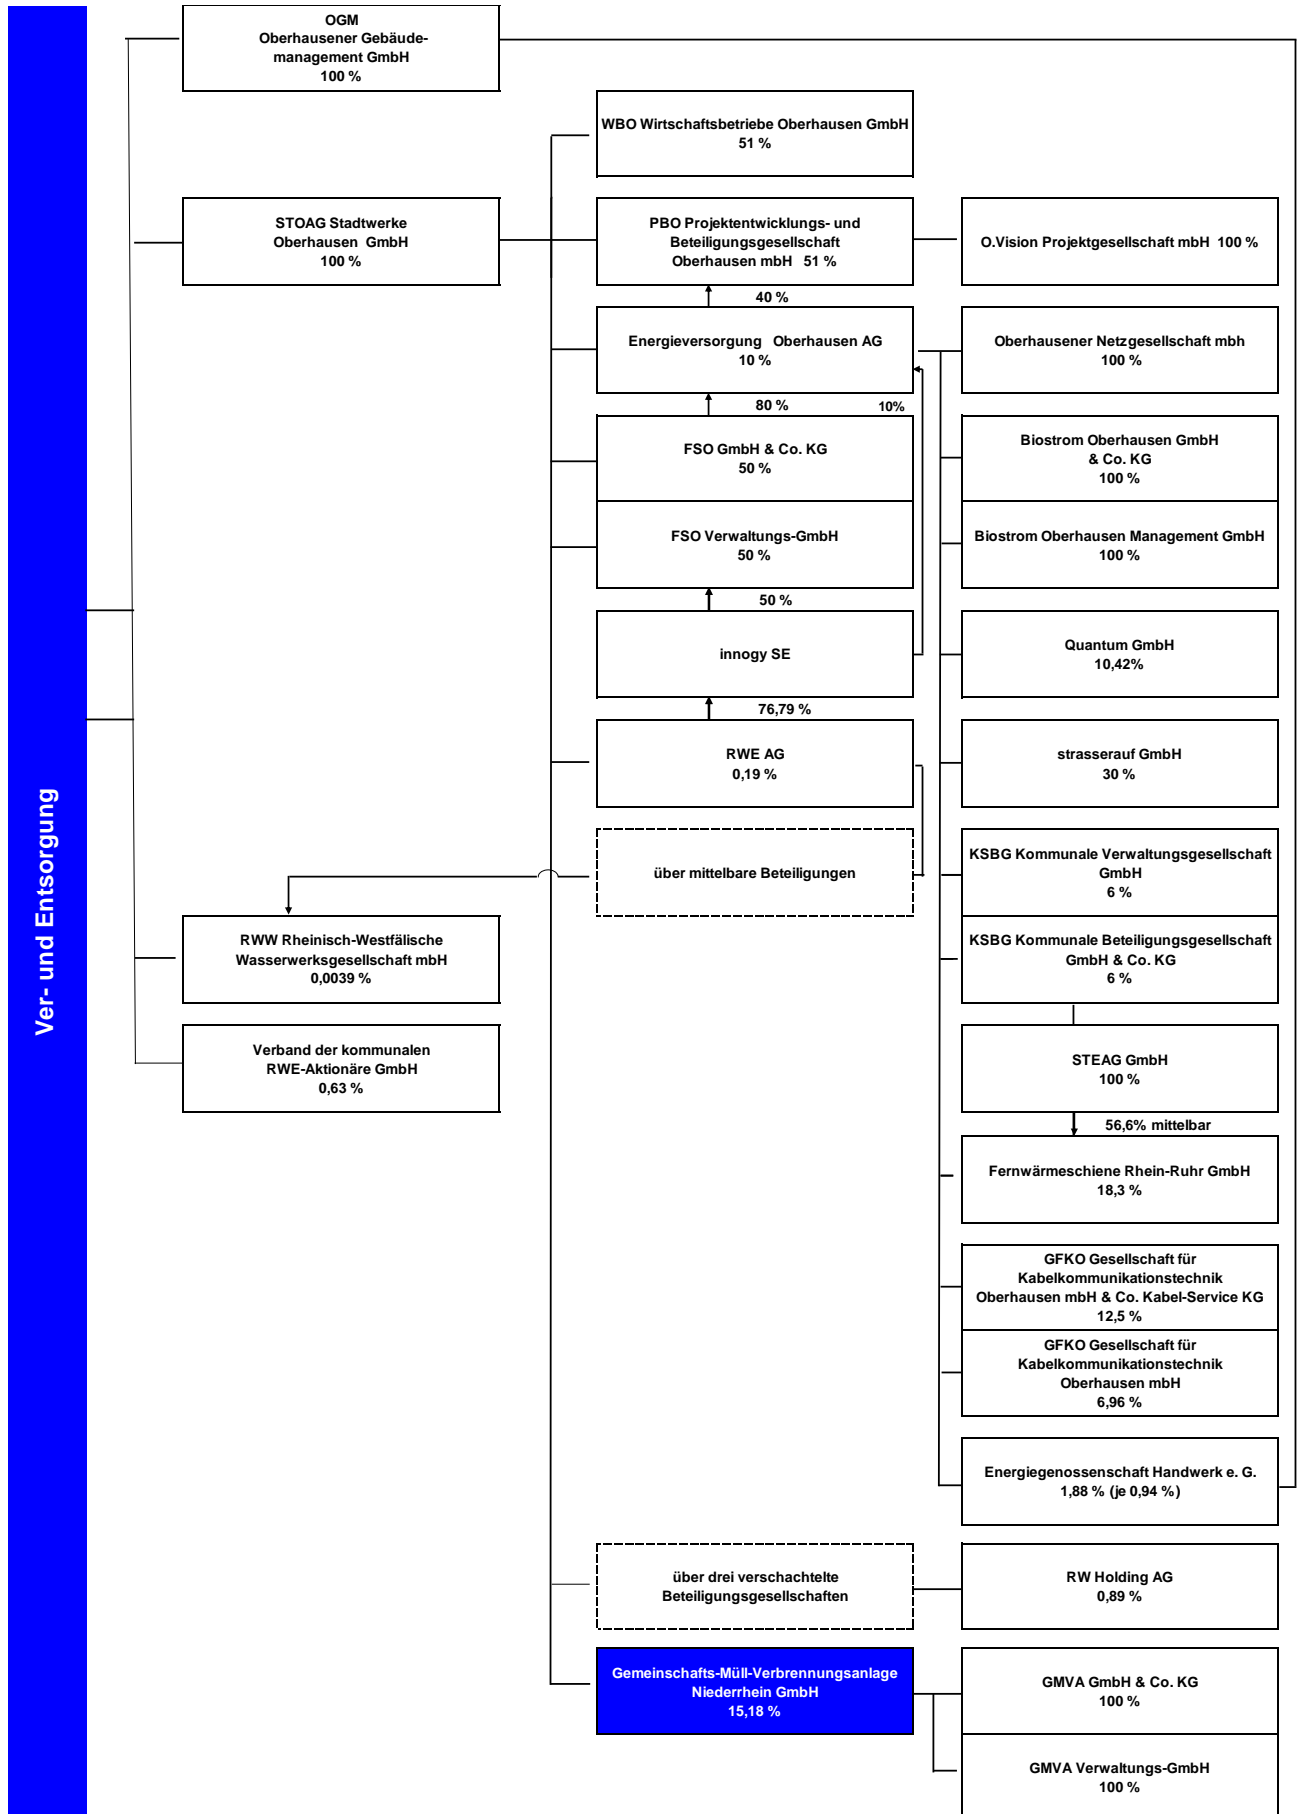 Ver- und Entsorgung
OGM
Oberhausener Gebäude-
management GmbH
100 %
WBO Wirtschaftsbetriebe Oberhausen GmbH
51 %
STOAG Stadtwerke
Oberhausen GmbH
100 %
PBO Projektentwicklungs- und
Beteiligungsgesellschaft
Oberhausen mbH 51 %
O.Vision Projektgesellschaft mbH 100 %
40 %
Energieversorgung Oberhausen AG
10 %
Oberhausener Netzgesellschaft mbh
100 %
80 %
10%
FSO GmbH & Co. KG
50 %
Biostrom Oberhausen GmbH
& Co. KG
100 %
FSO Verwaltungs-GmbH
50 %
Biostrom Oberhausen Management GmbH
100 %
50 %
innogy SE
Quantum GmbH
10,42%
76,79 %
RWE AG
0,19 %
strasserauf GmbH
30 %
über mittelbare Beteiligungen
KSBG Kommunale Verwaltungsgesellschaft
GmbH
6 %
RWW Rheinisch-Westfälische
Wasserwerksgesellschaft mbH
0,0039 %
KSBG Kommunale Beteiligungsgesellschaft
GmbH & Co. KG
6 %
Verband der kommunalen
RWE-Aktionäre GmbH
0,63 %
STEAG GmbH
100 %
56,6% mittelbar
Fernwärmeschiene Rhein-Ruhr GmbH
18,3 %
GFKO Gesellschaft für
Kabelkommunikationstechnik
Oberhausen mbH & Co. Kabel-Service KG
12,5 %
GFKO Gesellschaft für
Kabelkommunikationstechnik
Oberhausen mbH
6,96 %
Energiegenossenschaft Handwerk e. G.
1,88 % (je 0,94 %)
über drei verschachtelte
Beteiligungsgesellschaften
RW Holding AG
0,89 %
Gemeinschafts-Müll-Verbrennungsanlage
Niederrhein GmbH
15,18 %
GMVA GmbH & Co. KG
100 %
GMVA Verwaltungs-GmbH
100 %